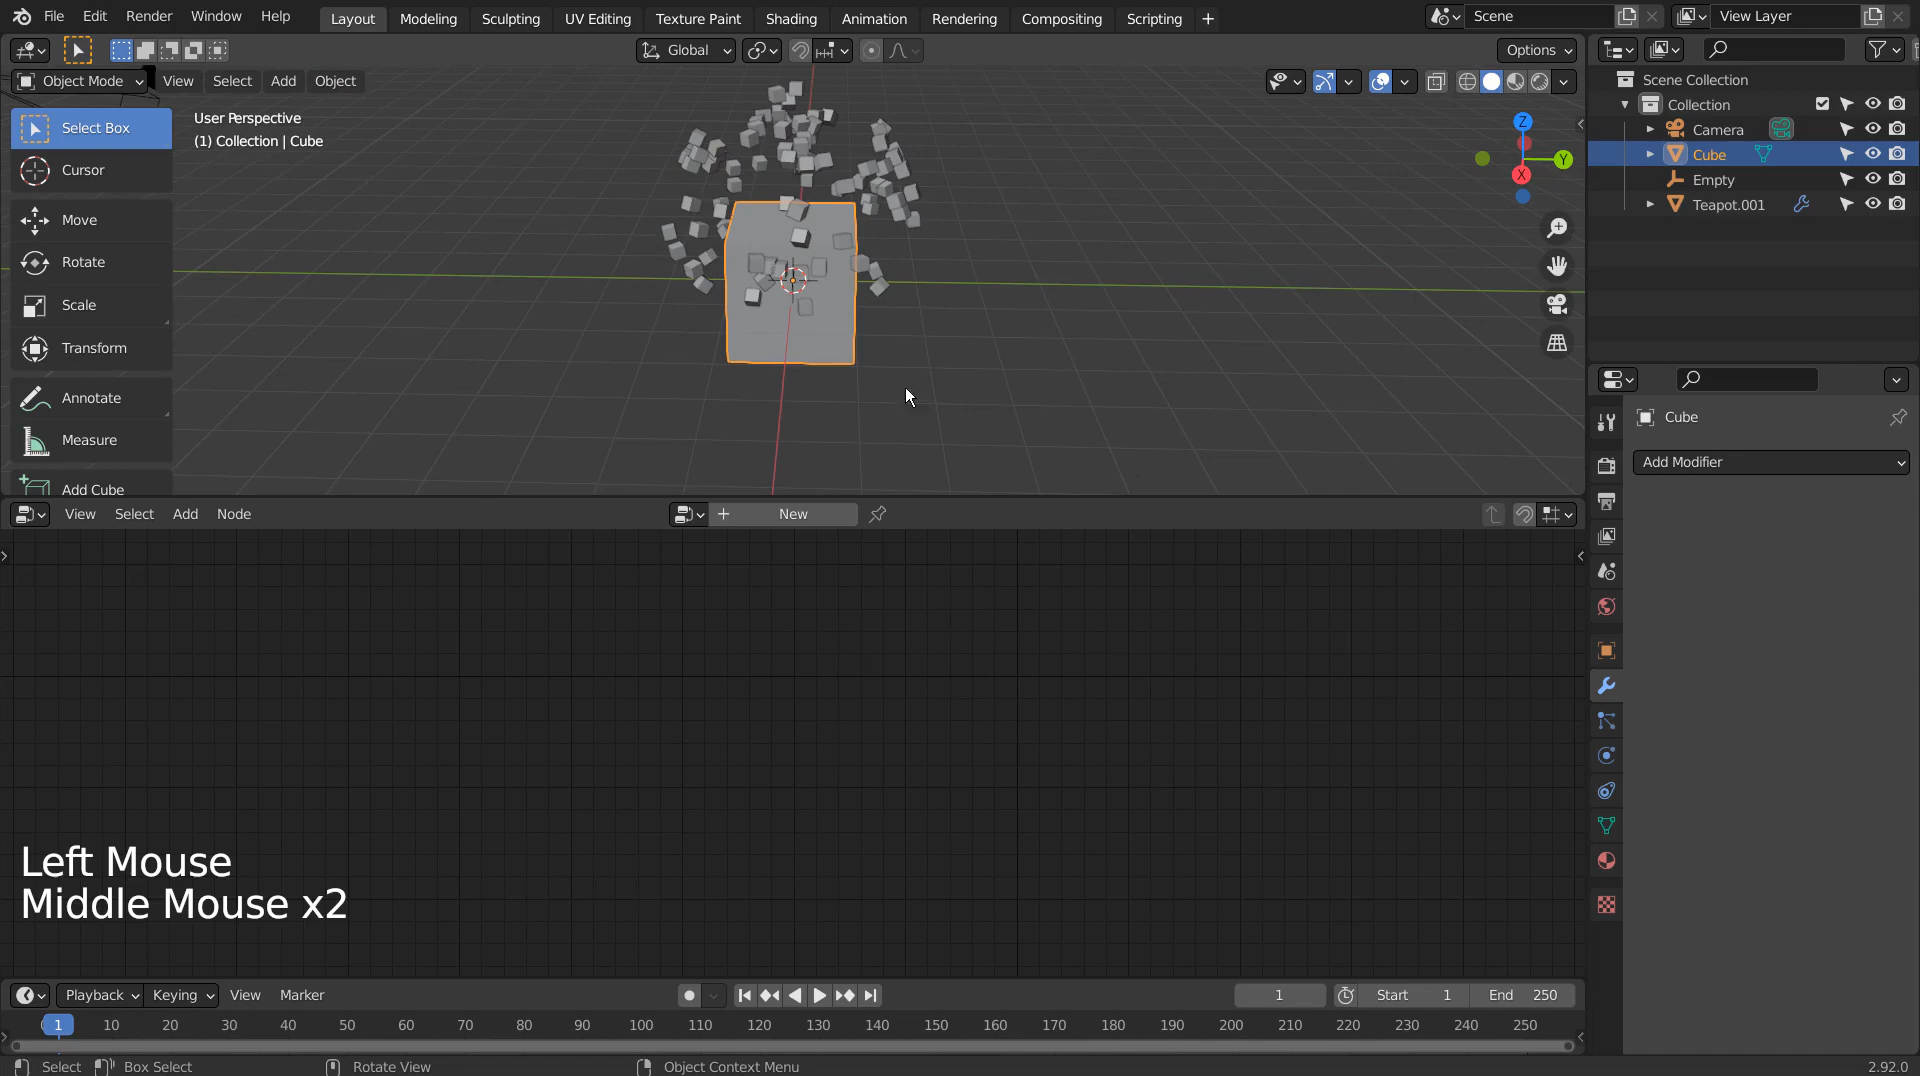 File Edit Render Window Help Layout Modeling Sculpting UV Editing Texture Paint Shading Animation Rendering Compositing Scripting + Scene View Layer
Global Options
Object Mode View Select Add Object
Scene Collection
Collection
Camera
Cube
Empty
Teapot.001
User Perspective
(1) Collection | Cube
Select Box
Cursor
Move
Rotate
Scale
Transform
Annotate
Measure
Add Cube
Z
Y
X
Cube
Add Modifier
View Select Add Node + New
Left Mouse
Middle Mouse x2
Playback Keying View Marker 1 Start 1 End 250
1 10 20 30 40 50 60 70 80 90 100 110 120 130 140 150 160 170 180 190 200 210 220 230 240 250
Select Box Select Rotate View Object Context Menu 2.92.0